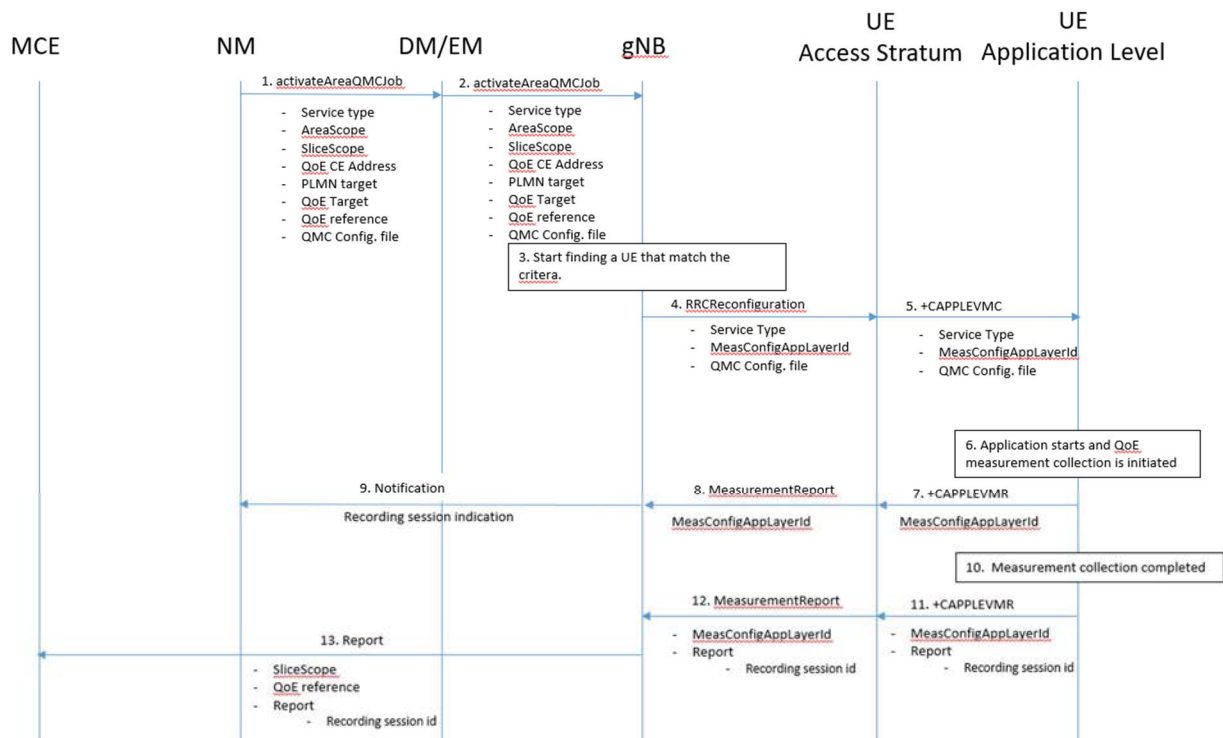 MCE
NM
DM/EM
gNB
UE
Access Stratum
UE
Application Level
1. activateAreaQMCJob
- Service type
- AreaScope
- SliceScope
- QoE CE Address
- PLMN target
- QoE Target
- QoE reference
- QMC Config. file
2. activateAreaQMCJob
- Service type
- AreaScope
- SliceScope
- QoE CE Address
- PLMN target
- QoE Target
- QoE reference
- QMC Config. file
3. Start finding a UE that match the
critera.
4. RRCReconfiguration
- Service Type
- MeasConfigAppLayerId
- QMC Config. file
5. +CAPPLEVMC
- Service Type
- MeasConfigAppLayerId
- QMC Config. file
6. Application starts and QoE
measurement collection is initiated
7. +CAPPLEVMR
MeasConfigAppLayerId
8. MeasurementReport
MeasConfigAppLayerId
9. Notification
Recording session indication
10. Measurement collection completed
11. +CAPPLEVMR
- MeasConfigAppLayerId
- Report
- Recording session id
12. MeasurementReport
- MeasConfigAppLayerId
- Report
- Recording session id
13. Report
- SliceScope
- QoE reference
- Report
- Recording session id